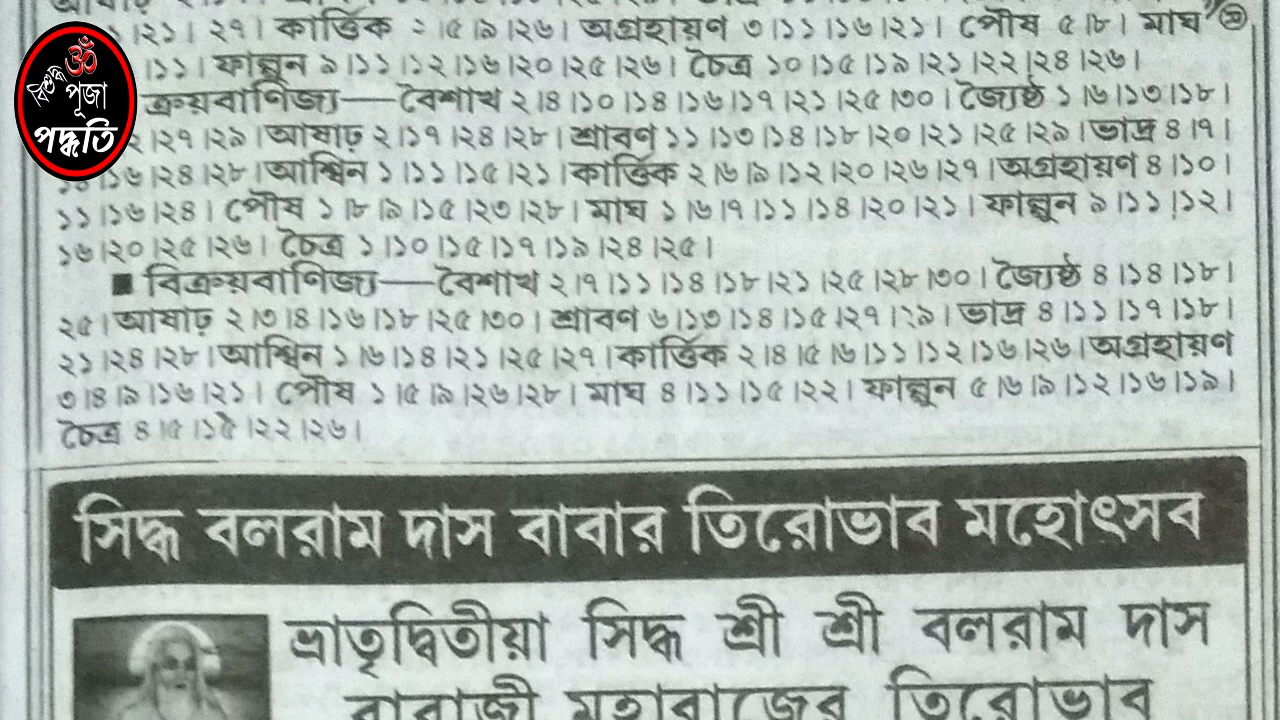 ।২১। ২৭। কার্ত্তিক ২।৫।৯।২৬। অগ্রহায়ণ ৩।১১।১৬।২১। পৌষ ৫।৮। মাঘ
।১১। ফাল্গুন ৯।১১।১২।১৬।২০।২৫।২৬। চৈত্র ১০।১৫।১৯।২১।২২।২৪।২৬।
ক্রয়বাণিজ্য—বৈশাখ ২।৪।১০।১৪।১৬।১৭।২১।২৫।৩০। জ্যৈষ্ঠ ১।৬।১৩।১৮।
২।২৭।২৯। আষাঢ় ২।১৭।২৪।২৮। শ্রাবণ ১১।১৩।১৪।১৮।২০।২১।২৫।২৯। ভাদ্র ৪।৭।
।১৬।২৪।২৮। আশ্বিন ১।১১।১৫।২১। কার্ত্তিক ২।৬।৯।১২।২০।২৬।২৭। অগ্রহায়ণ ৪।১০।
১১।১৬।২৪। পৌষ ১।৮।৯।১৫।২৩।২৮। মাঘ ১।৬।৭।১১।১৪।২০।২১। ফাল্গুন ৯।১১।১২।
১৬।২০।২৫।২৬। চৈত্র ১।১০।১৫।১৭।১৯।২৪।২৫।
■ বিক্রয়বাণিজ্য—বৈশাখ ২।৭।১১।১৪।১৮।২১।২৫।২৮।৩০। জ্যৈষ্ঠ ৪।১৪।১৮।
২৫। আষাঢ় ২।৩।৪।১৬।১৮।২৫।৩০। শ্রাবণ ৬।১৩।১৪।১৫।২৭।২৯। ভাদ্র ৪।১১।১৭।১৮।
২১।২৪।২৮। আশ্বিন ১।৬।১৪।২১।২৫।২৭। কার্ত্তিক ২।৪।৫।৬।১১।১২।১৬।২৬। অগ্রহায়ণ
৩।৪।৯।১৬।২১। পৌষ ১।৫।৯।২৬।২৮। মাঘ ৪।১১।১৫।২২। ফাল্গুন ৫।৬।৯।১২।১৬।১৯।
চৈত্র ৪।৫।১৫।২২।২৬।
ॐ
বিশুদ্ধ
পূজা
পদ্ধতি
সিদ্ধ বলরাম দাস বাবার তিরোভাব মহোৎসব
ভ্রাতৃদ্বিতীয়া সিদ্ধ শ্রী শ্রী বলরাম দাস
বাবাজী মহারাজের তিরোভাব